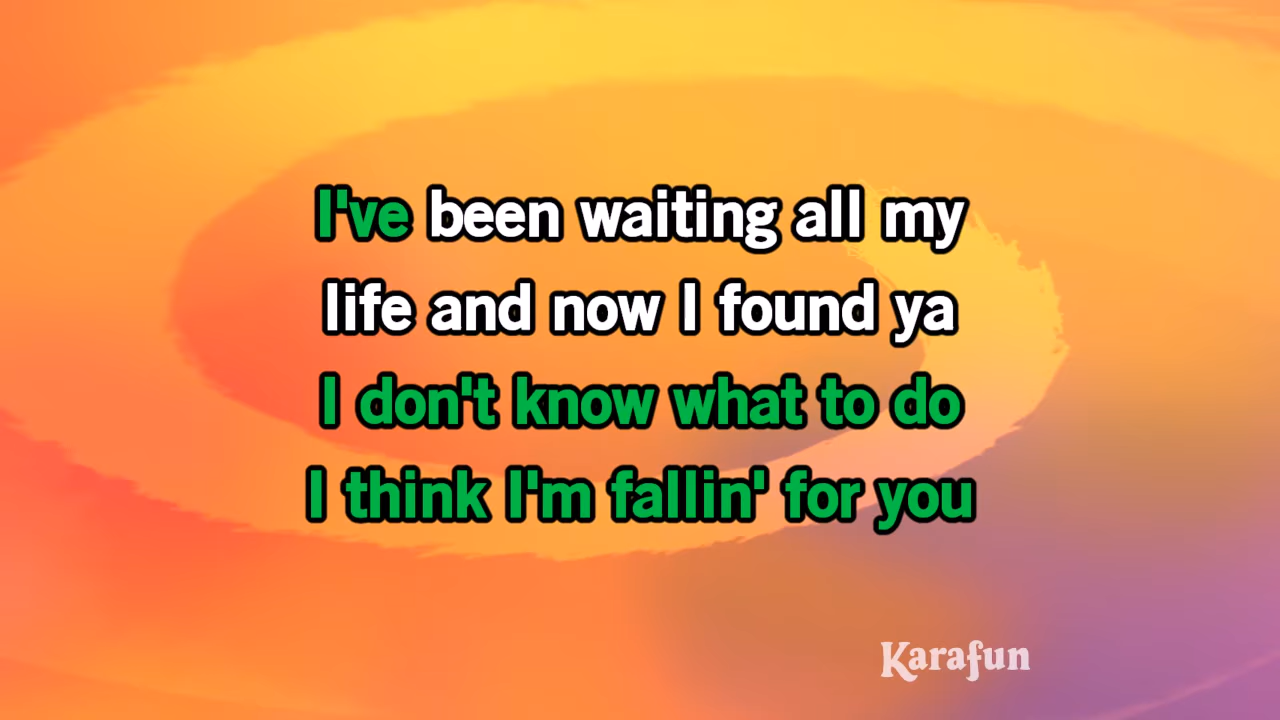 I've been waiting all my
life and now I found ya
I don't know what to do
I think I'm fallin' for you
Karafun